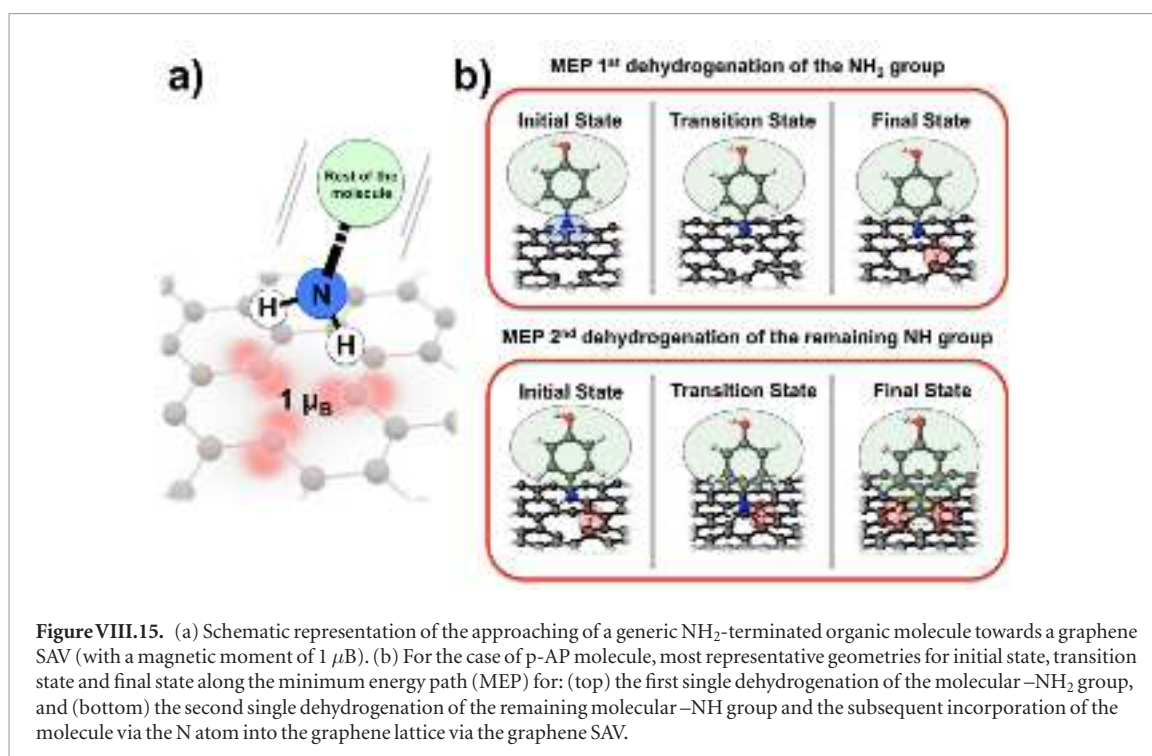 a)
Rest of the
molecule
N
H
H
1 μB
b)
MEP 1st dehydrogenation of the NH2 group
Initial State
Transition State
Final State
MEP 2nd dehydrogenation of the remaining NH group
Initial State
Transition State
Final State
Figure VIII.15. (a) Schematic representation of the approaching of a generic NH2-terminated organic molecule towards a graphene
SAV (with a magnetic moment of 1 μB). (b) For the case of p-AP molecule, most representative geometries for initial state, transition
state and final state along the minimum energy path (MEP) for: (top) the first single dehydrogenation of the molecular –NH2 group,
and (bottom) the second single dehydrogenation of the remaining molecular –NH group and the subsequent incorporation of the
molecule via the N atom into the graphene lattice via the graphene SAV.